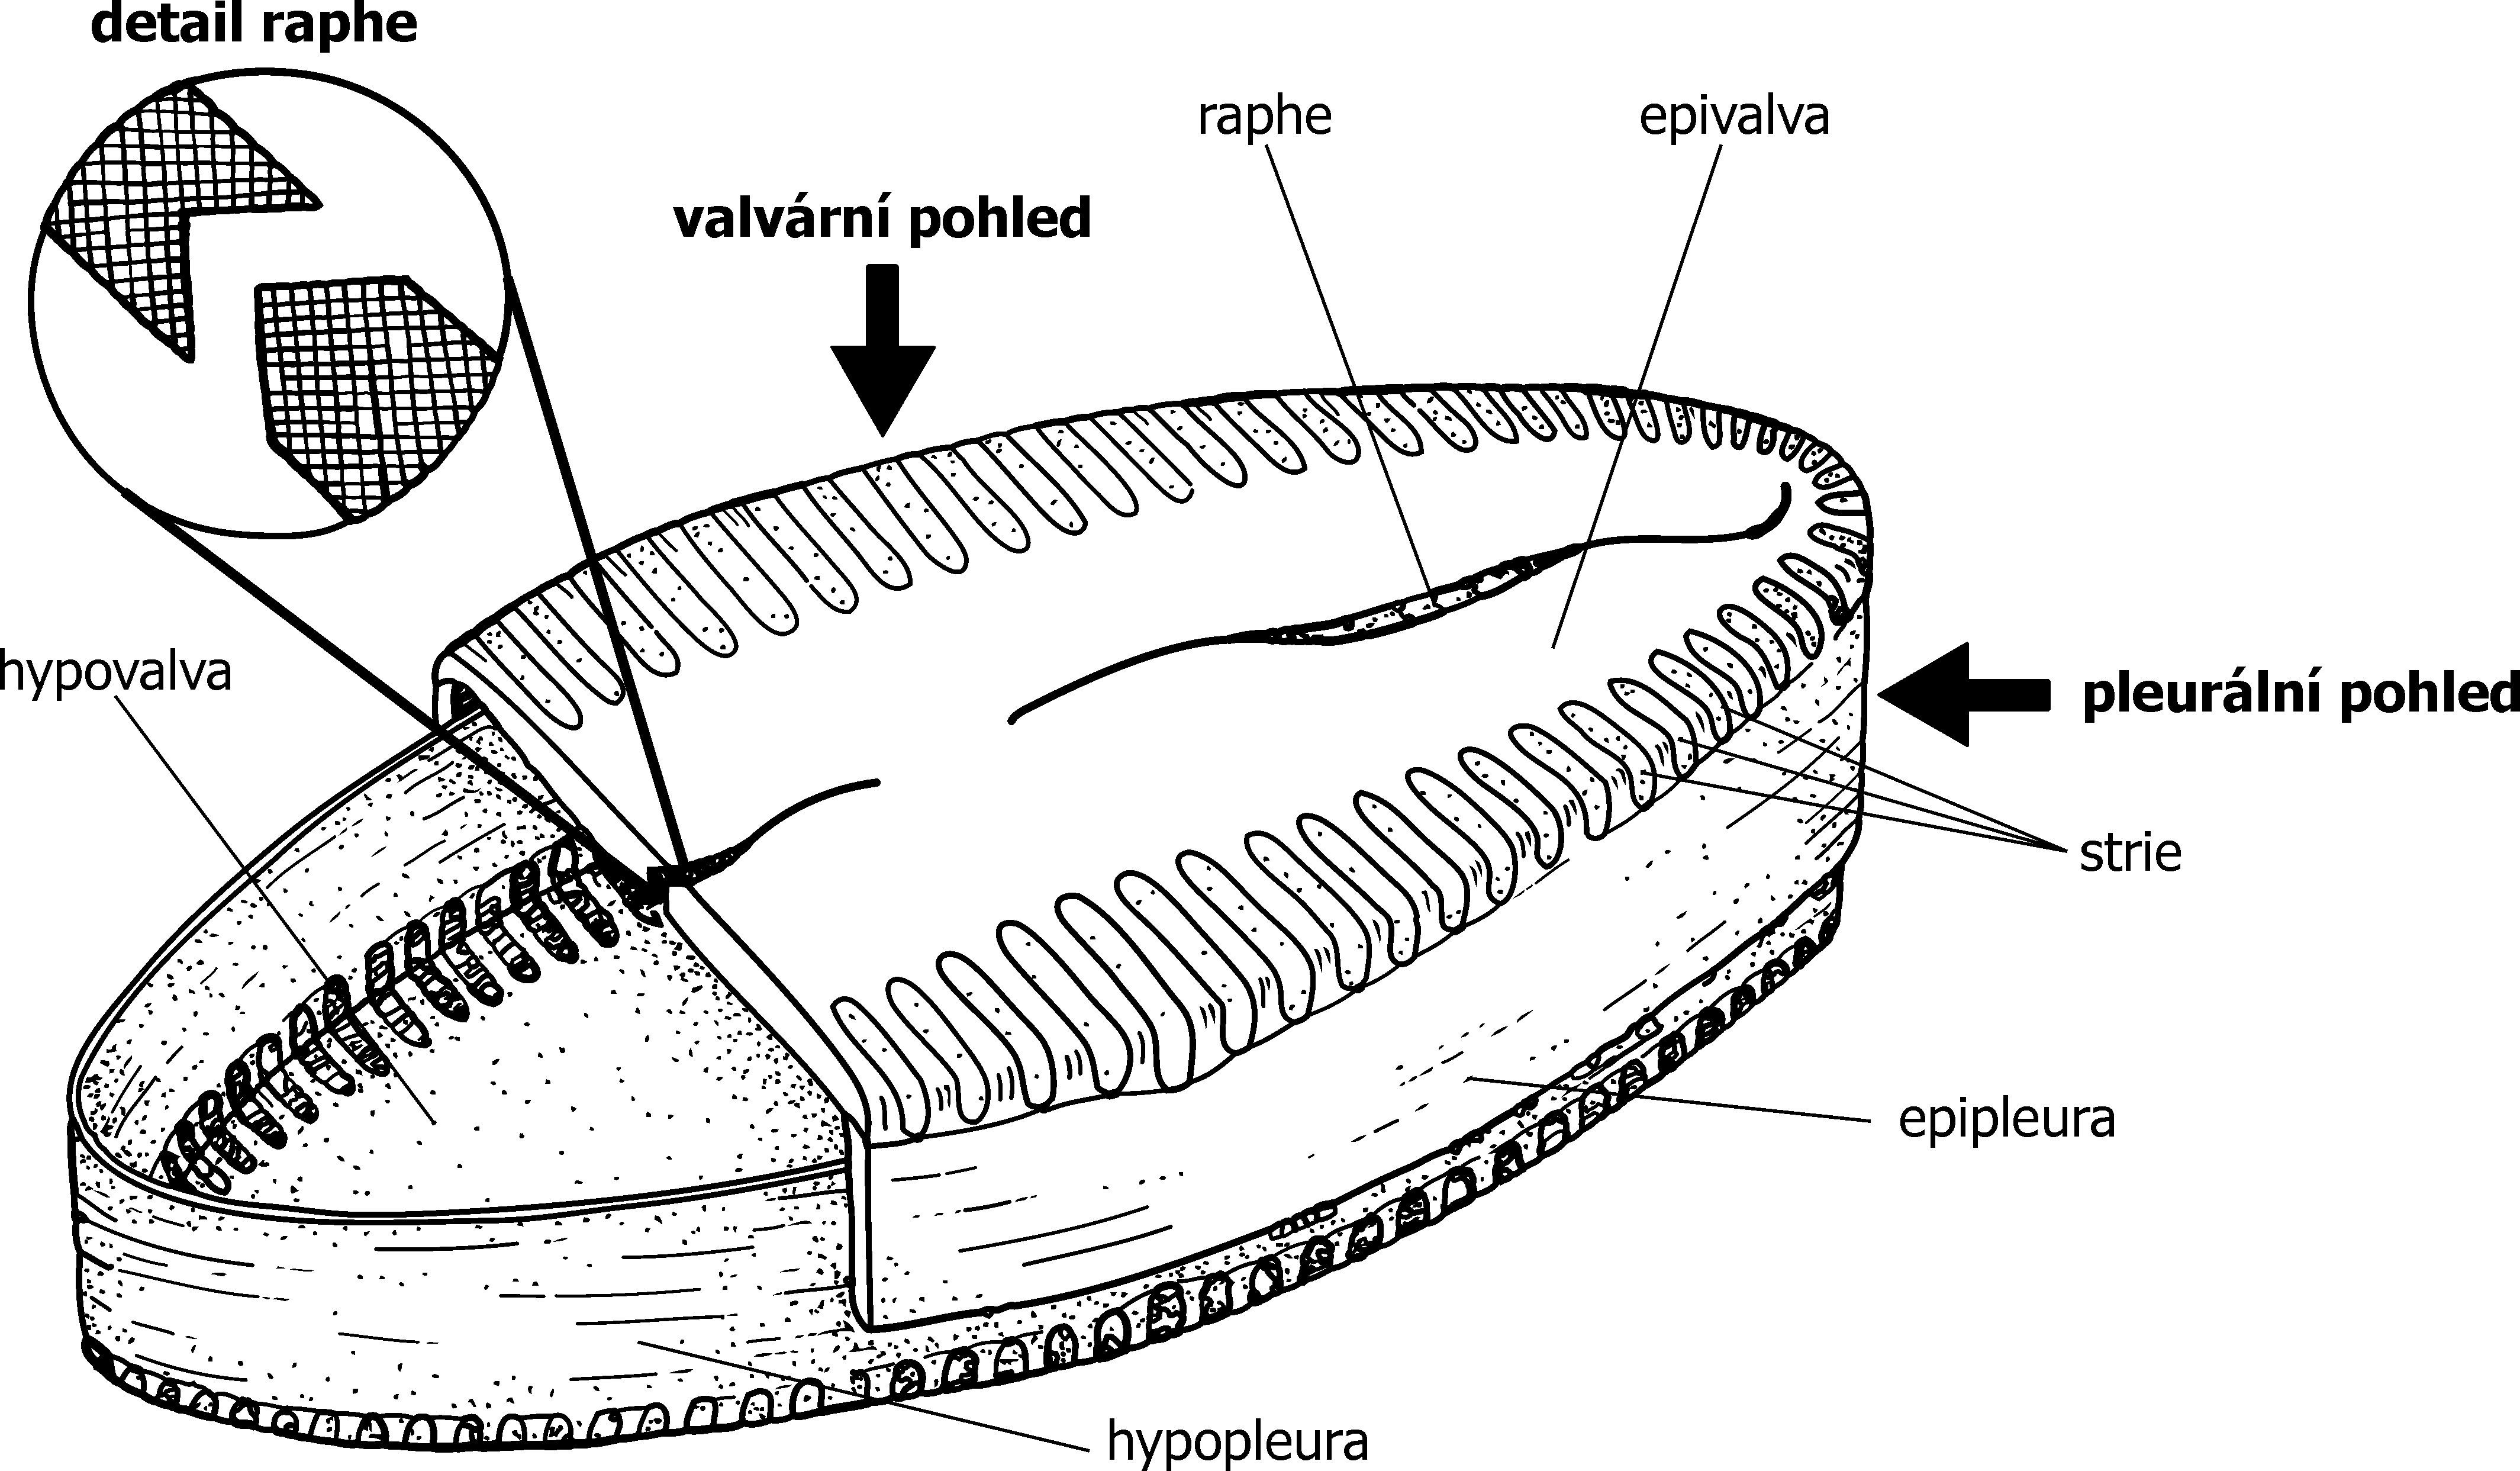 detail raphe
raphe
epivalva
valvární pohled
hypovalva
pleurální pohled
strie
epipleura
hypopleura